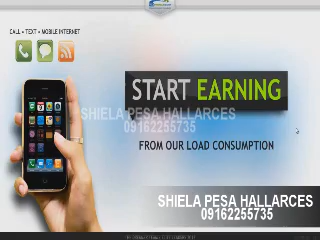 CALL • TEXT • MOBILE INTERNET
START EARNING
SHIELA PESA HALLARCES
09162255735
FROM OUR LOAD CONSUMPTION
SHIELA PESA HALLARCES
09162255735